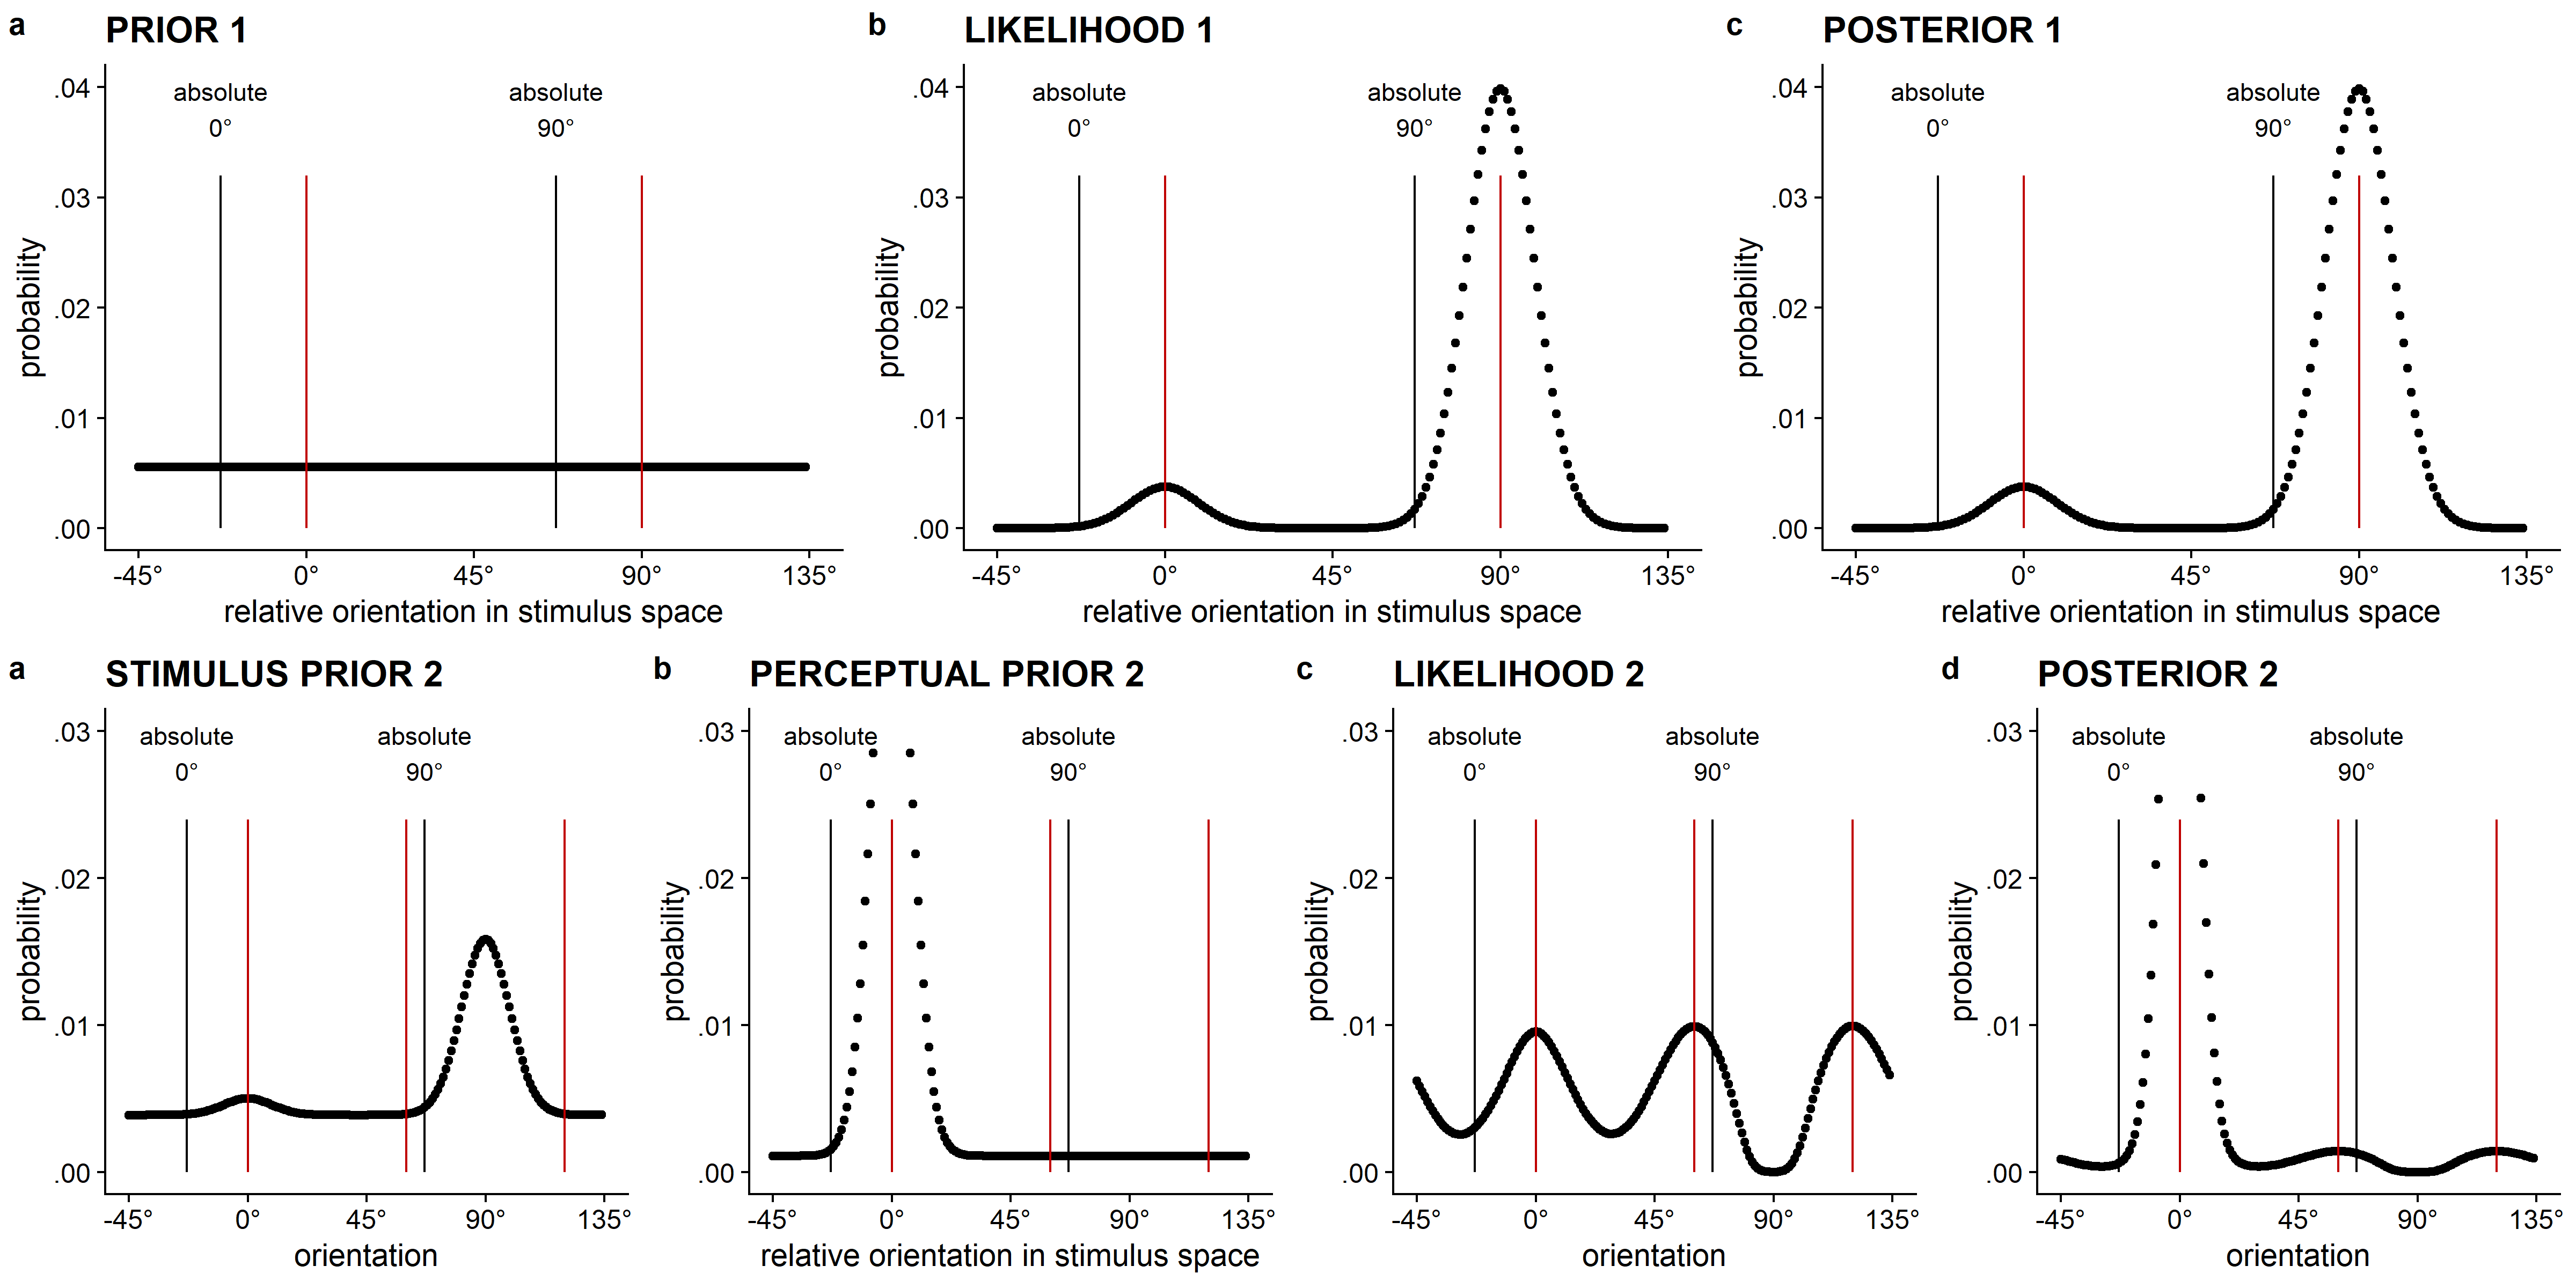 a PRIOR 1
.04
.03
.02
.01
.00
absolute
0°
absolute
90°
probability
-45° 0° 45° 90° 135°
relative orientation in stimulus space
b LIKELIHOOD 1
.04
.03
.02
.01
.00
absolute
0°
absolute
90°
probability
-45° 0° 45° 90° 135°
relative orientation in stimulus space
c POSTERIOR 1
.04
.03
.02
.01
.00
absolute
0°
absolute
90°
probability
-45° 0° 45° 90° 135°
relative orientation in stimulus space
a STIMULUS PRIOR 2
.03
.02
.01
.00
absolute
0°
absolute
90°
probability
-45° 0° 45° 90° 135°
orientation
b PERCEPTUAL PRIOR 2
.03
.02
.01
.00
absolute
0°
absolute
90°
probability
-45° 0° 45° 90° 135°
relative orientation in stimulus space
c LIKELIHOOD 2
.03
.02
.01
.00
absolute
0°
absolute
90°
probability
-45° 0° 45° 90° 135°
orientation
d POSTERIOR 2
.03
.02
.01
.00
absolute
0°
absolute
90°
probability
-45° 0° 45° 90° 135°
orientation